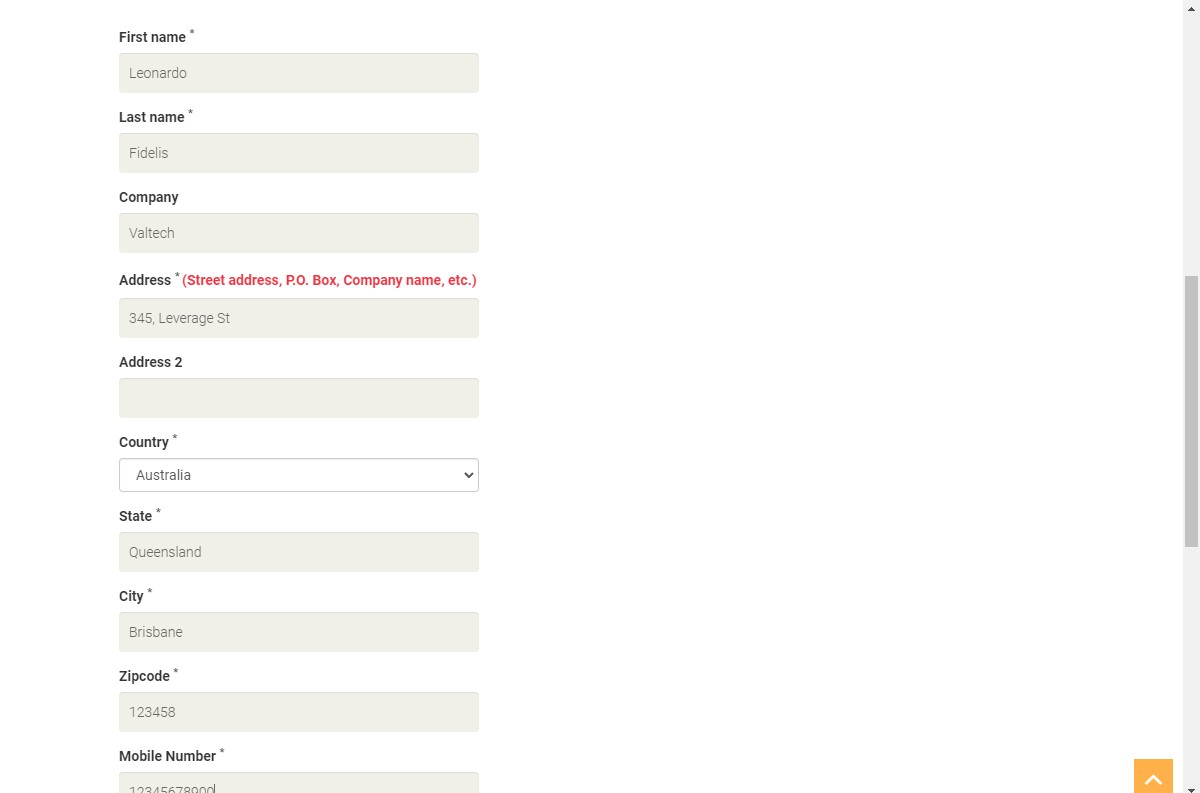 First name *
Leonardo
Last name *
Fidelis
Company
Valtech
Address * (Street address, P.O. Box, Company name, etc.)
345, Leverage St
Address 2
Country *
Australia
State *
Queensland
City *
Brisbane
Zipcode *
123458
Mobile Number *
12345678900